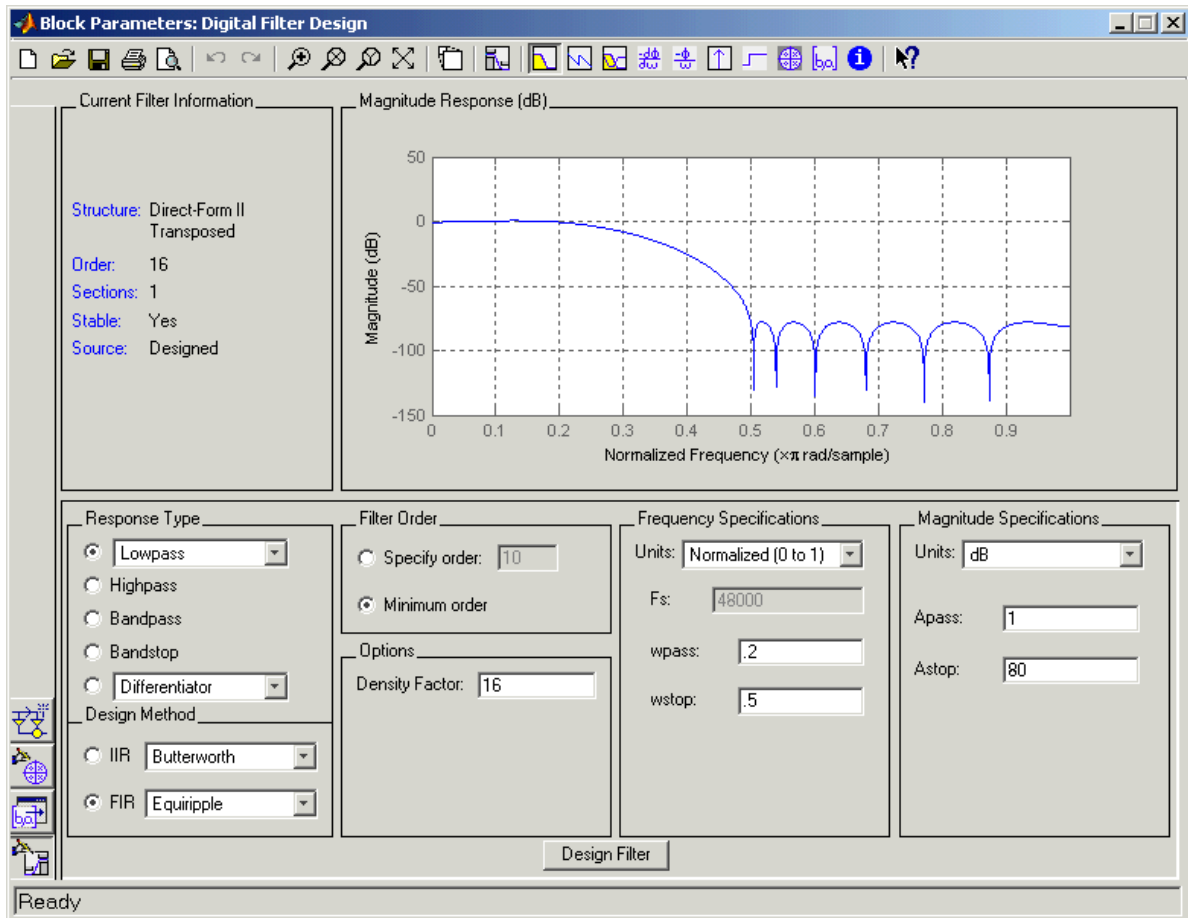 Block Parameters: Digital Filter Design
Current Filter Information
Structure: Direct-Form II
Transposed
Order: 16
Sections: 1
Stable: Yes
Source: Designed
Magnitude Response (dB)
50
0
-50
-100
-150
Magnitude (dB)
0 0.1 0.2 0.3 0.4 0.5 0.6 0.7 0.8 0.9
Normalized Frequency (×π rad/sample)
Response Type
Lowpass
Highpass
Bandpass
Bandstop
Differentiator
Design Method
IIR Butterworth
FIR Equiripple
Filter Order
Specify order: 10
Minimum order
Options
Density Factor: 16
Frequency Specifications
Units: Normalized (0 to 1)
Fs: 48000
wpass: .2
wstop: .5
Magnitude Specifications
Units: dB
Apass: 1
Astop: 80
Design Filter
Ready